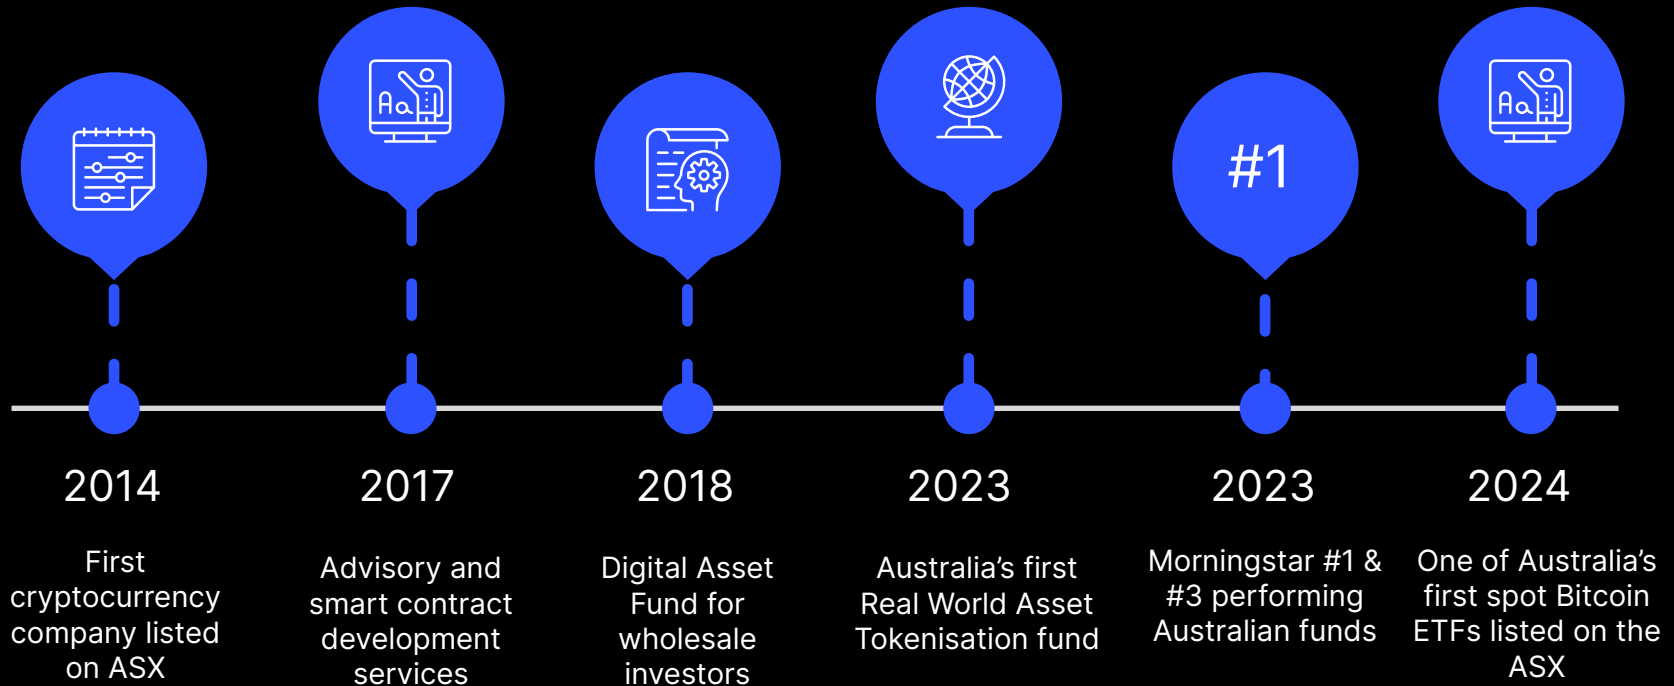 #1
2014
First
cryptocurrency
company listed
on ASX
2017
Advisory and
smart contract
development
services
2018
Digital Asset
Fund for
wholesale
investors
2023
Australia’s first
Real World Asset
Tokenisation fund
2023
Morningstar #1 &
#3 performing
Australian funds
2024
One of Australia’s
first spot Bitcoin
ETFs listed on the
ASX